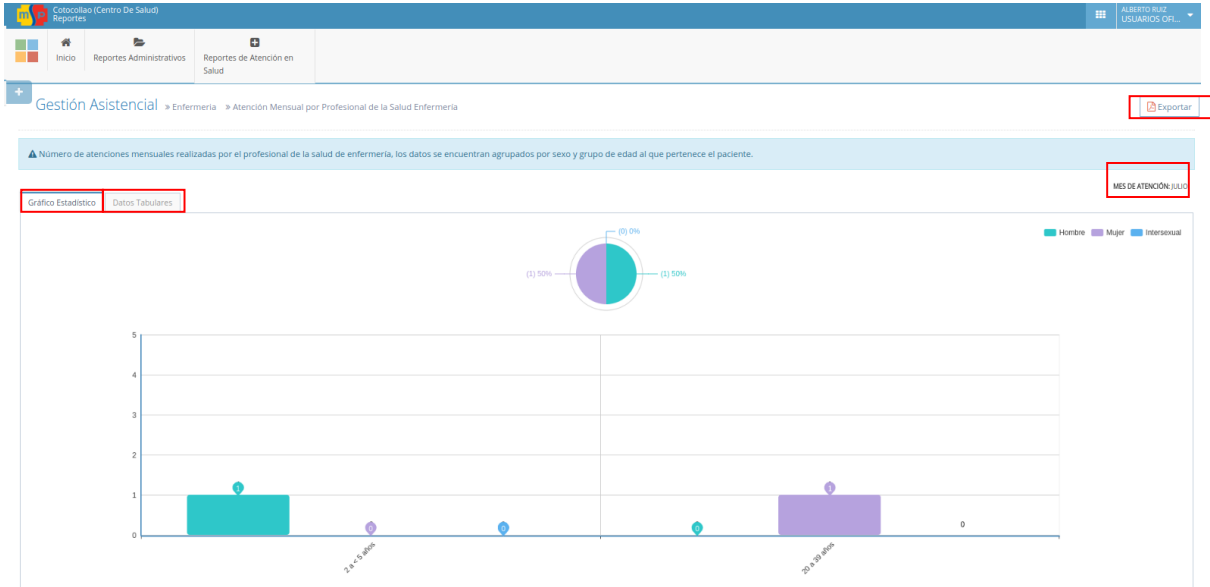 msp
Cotocollao (Centro De Salud)
Reportes
ALBERTO RUIZ
USUARIOS OFI...
Inicio
Reportes Administrativos
Reportes de Atención en
Salud
+
Gestión Asistencial » Enfermeria » Atención Mensual por Profesional de la Salud Enfermeria
Exportar
Número de atenciones mensuales realizadas por el profesional de la salud de enfermería, los datos se encuentran agrupados por sexo y grupo de edad al que pertenece el paciente.
MES DE ATENCIÓN: JULIO
Gráfico Estadístico
Datos Tabulares
Hombre Mujer Intersexual
(0) 0%
(1) 50%
(1) 50%
5
4
3
2
1
0
1
0
0
0
1
0
2 a < 5 años
20 a 39 años